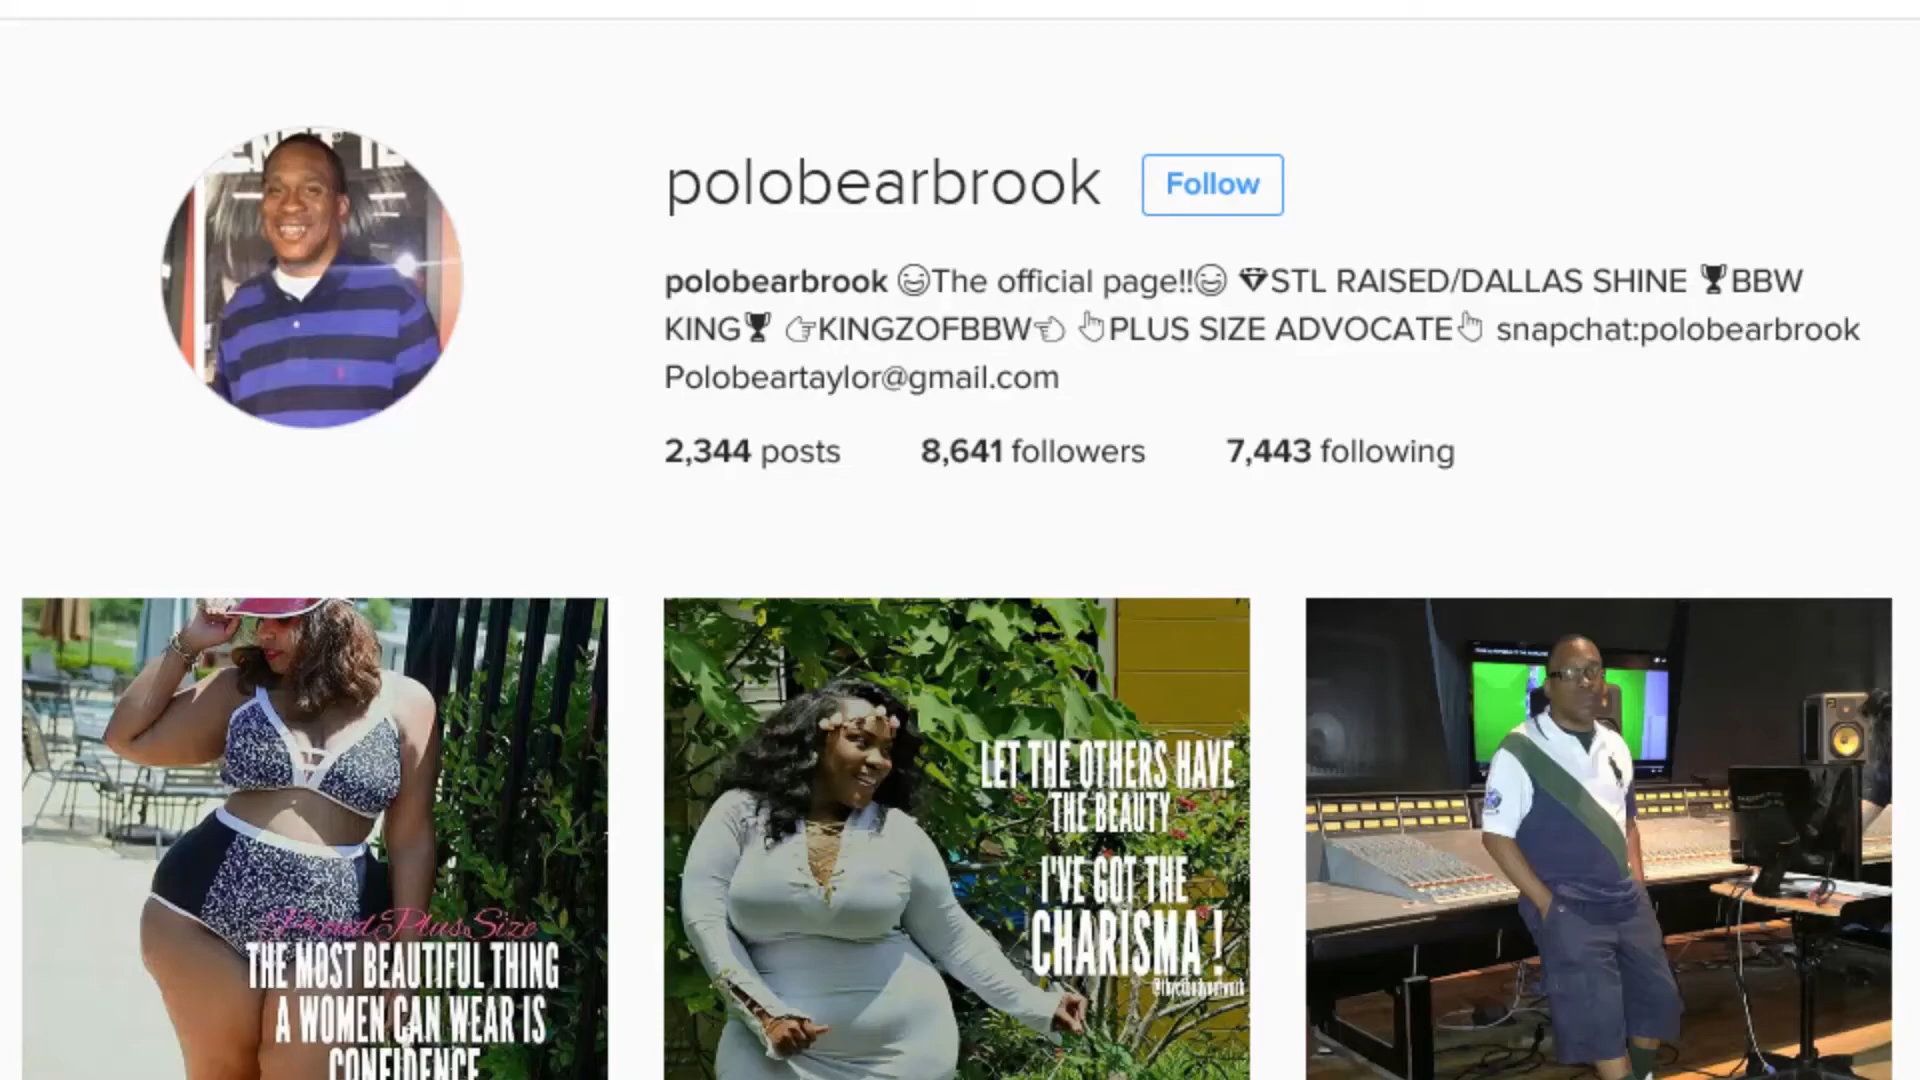 polobearbrook Follow
polobearbrook 😄The official page!!😄 💎STL RAISED/DALLAS SHINE 🏆BBW
KING🏆 👉KINGZOFBBW👈 👆PLUS SIZE ADVOCATE👆 snapchat:polobearbrook
Polobeartaylor@gmail.com
2,344 posts 8,641 followers 7,443 following
Proud Plus Size
THE MOST BEAUTIFUL THING
A WOMEN CAN WEAR IS
CONFIDENCE
LET THE OTHERS HAVE
THE BEAUTY
I'VE GOT THE
CHARISMA !